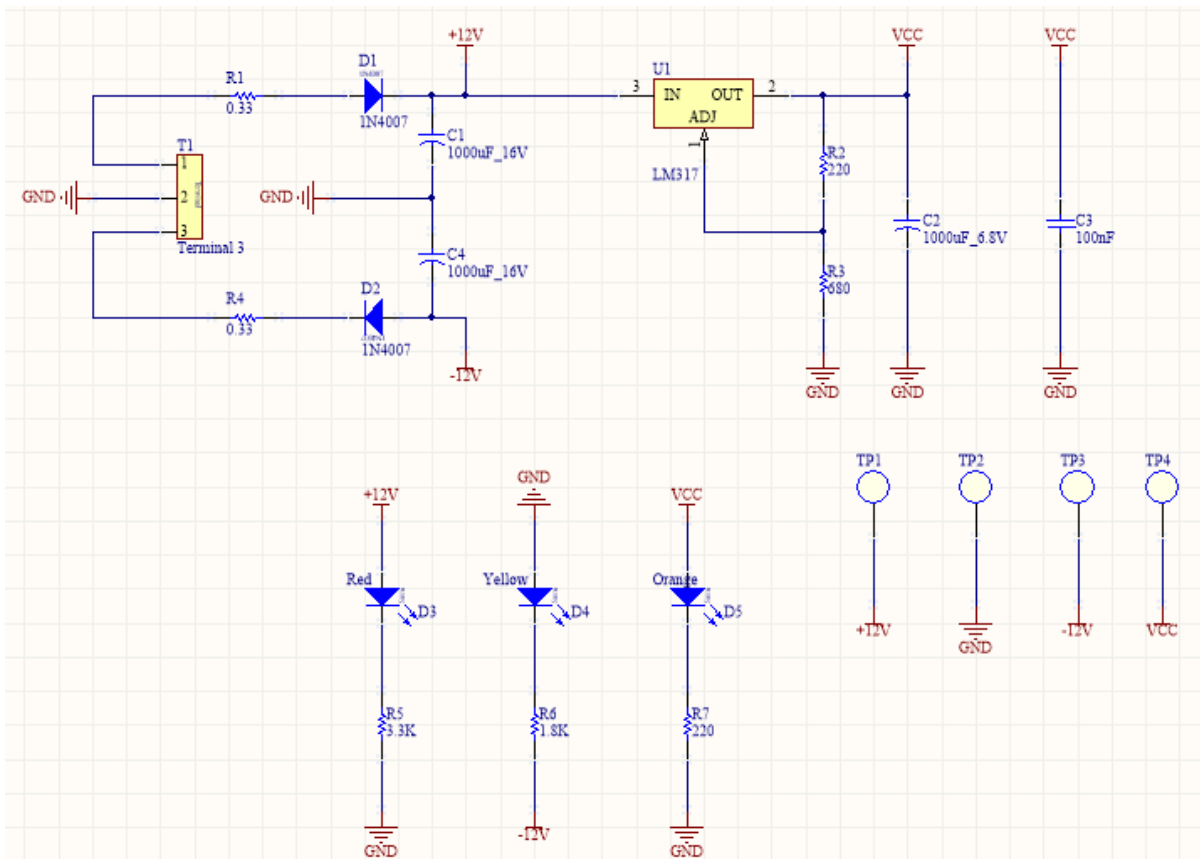 +12V
VCC
VCC
D1
1N4007
R1
0.33
1N4007
U1
3
IN
OUT
2
ADJ
1
LM317
C1
1000uF_16V
T1
1
2
3
Terminal 3
GND
GND
R2
220
C2
1000uF_6.8V
C3
100nF
C4
1000uF_16V
R3
680
R4
0.33
D2
1N4007
-12V
GND
GND
GND
TP1
TP2
TP3
TP4
+12V
GND
VCC
Red
D3
Yellow
D4
Orange
D5
+12V
GND
-12V
VCC
R5
3.3K
R6
1.8K
R7
220
GND
-12V
GND